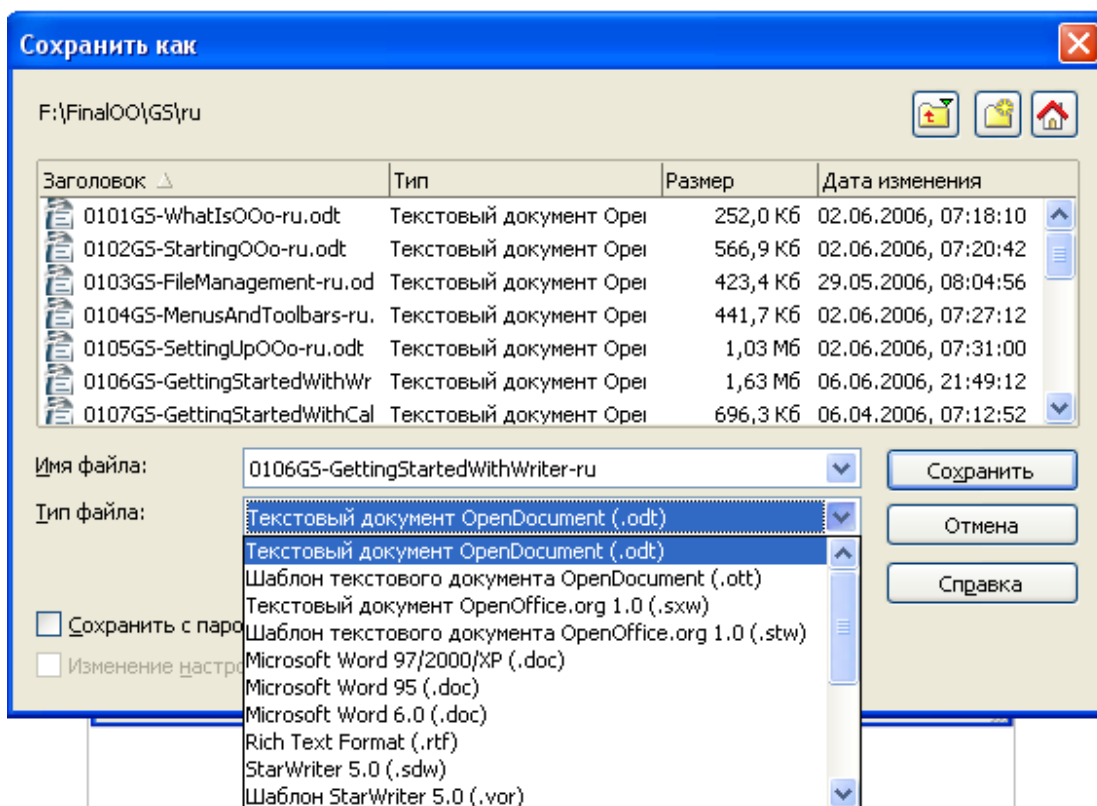 Сохранить как
F:\FinalOO\GS\ru
Заголовок Тип Размер Дата изменения
0101GS-WhatIsOOo-ru.odt Текстовый документ Oper 252,0 Кб 02.06.2006, 07:18:10
0102GS-StartingOOo-ru.odt Текстовый документ Oper 566,9 Кб 02.06.2006, 07:20:42
0103GS-FileManagement-ru.od Текстовый документ Oper 423,4 Кб 29.05.2006, 08:04:56
0104GS-MenusAndToolbars-ru. Текстовый документ Oper 441,7 Кб 02.06.2006, 07:27:12
0105GS-SettingUpOOo-ru.odt Текстовый документ Oper 1,03 Мб 02.06.2006, 07:31:00
0106GS-GettingStartedWithWr Текстовый документ Oper 1,63 Мб 06.06.2006, 21:49:12
0107GS-GettingStartedWithCal Текстовый документ Oper 696,3 Кб 06.04.2006, 07:12:52
Имя файла: 0106GS-GettingStartedWithWriter-ru Сохранить
Тип файла: Текстовый документ OpenDocument (.odt) Отмена
Текстовый документ OpenDocument (.odt)
Шаблон текстового документа OpenDocument (.ott) Справка
Текстовый документ OpenOffice.org 1.0 (.sxw)
Сохранить с паро Шаблон текстового документа OpenOffice.org 1.0 (.stw)
Изменение настро Microsoft Word 97/2000/XP (.doc)
Microsoft Word 95 (.doc)
Microsoft Word 6.0 (.doc)
Rich Text Format (.rtf)
StarWriter 5.0 (.sdw)
Шаблон StarWriter 5.0 (.vor)